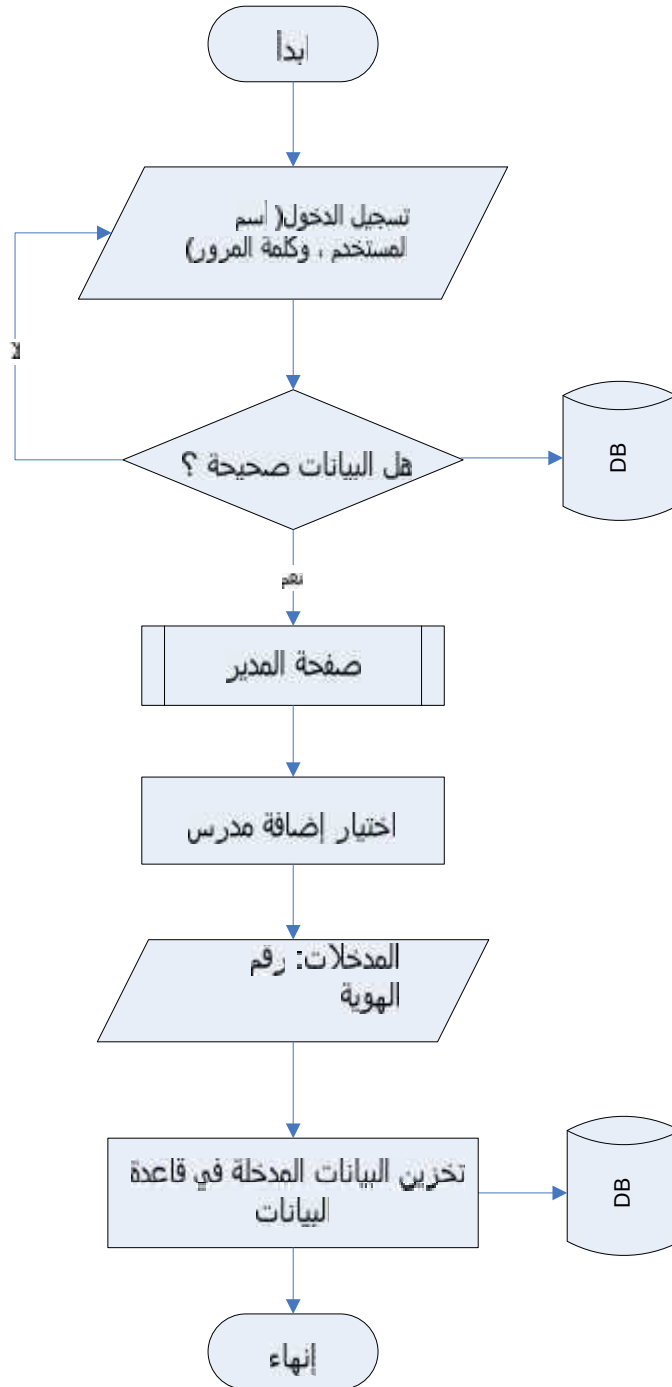 ابدأ
تسجيل الدخول( أسم
لمستخدم ، وكلمة المرور)
لا
هل البيانات صحيحة ؟
DB
نعم
صفحة المدير
اختيار إضافة مدرس
المدخلات: رقم
الهوية
تخزين البيانات المدخلة في قاعدة
البيانات
DB
إنهاء